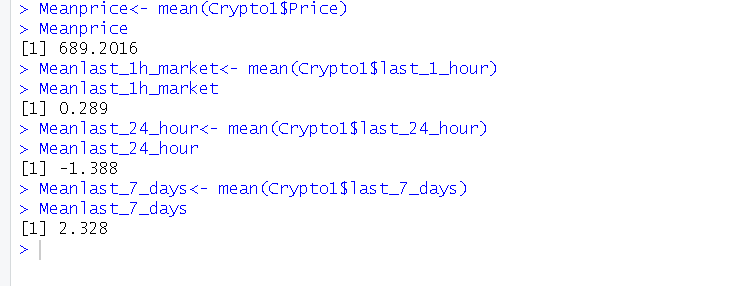 > Meanprice<- mean(Crypto1$Price)
> Meanprice
[1] 689.2016
> Meanlast_1h_market<- mean(Crypto1$last_1_hour)
> Meanlast_1h_market
[1] 0.289
> Meanlast_24_hour<- mean(Crypto1$last_24_hour)
> Meanlast_24_hour
[1] -1.388
> Meanlast_7_days<- mean(Crypto1$last_7_days)
> Meanlast_7_days
[1] 2.328
>